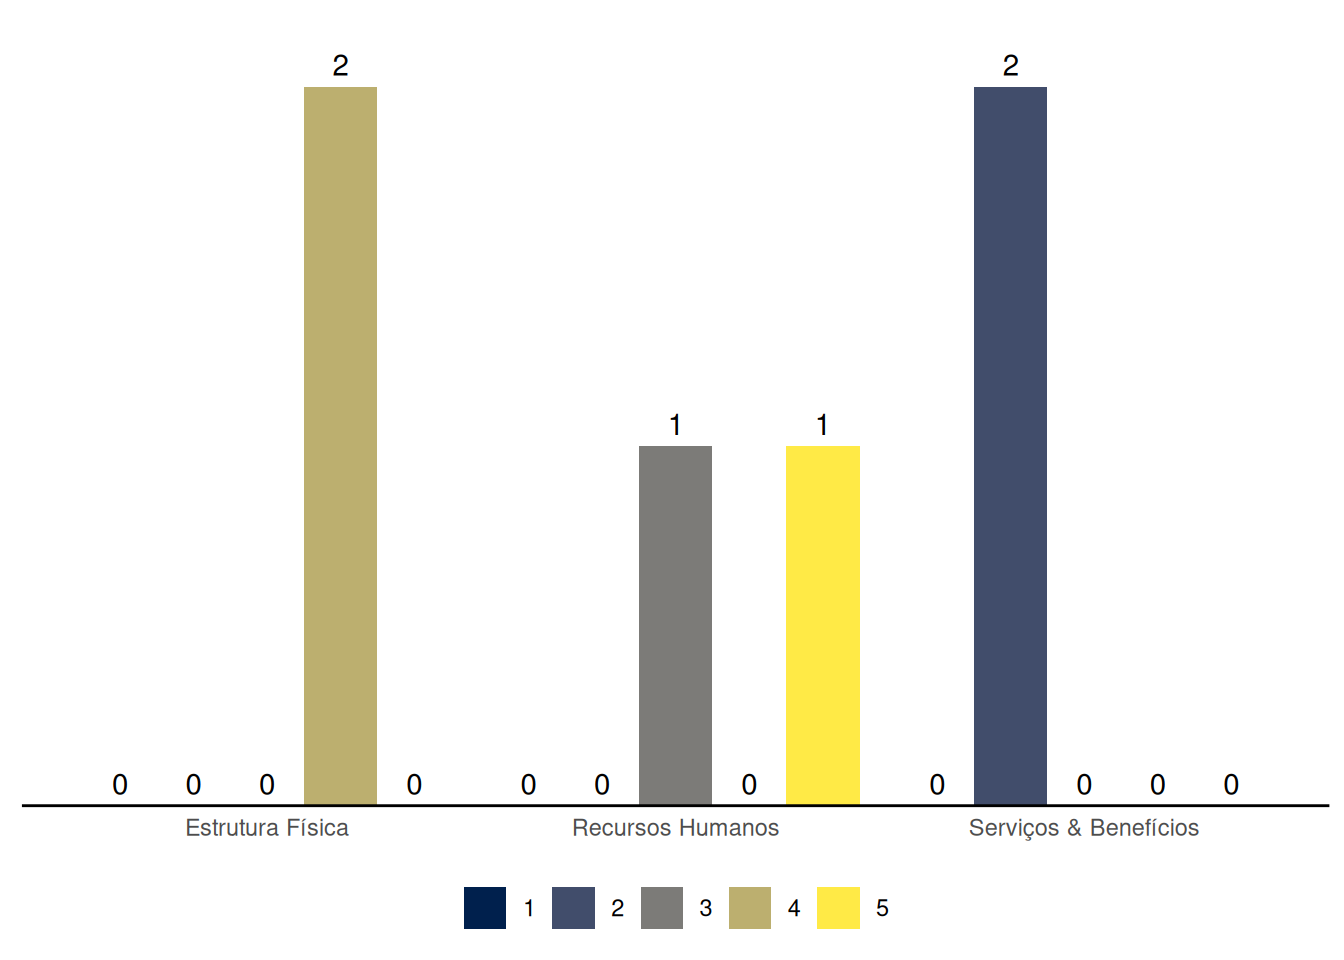 2 2
1 1
0 0 0 0 0 0 0 0 0 0 0
Estrutura Física Recursos Humanos Serviços & Benefícios
1 2 3 4 5